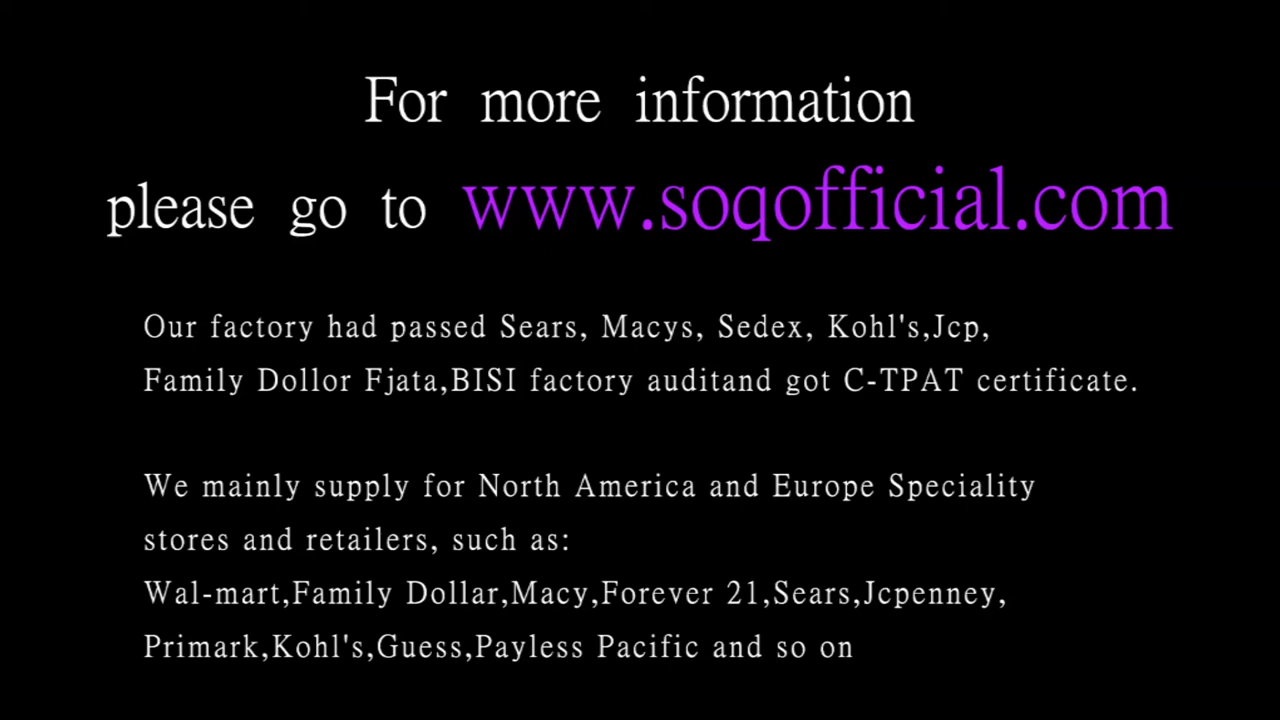 For more information
please go to www.soqofficial.com
Our factory had passed Sears, Macys, Sedex, Kohl's,Jcp,
Family Dollor Fjata,BISI factory auditand got C-TPAT certificate.
We mainly supply for North America and Europe Speciality
stores and retailers, such as:
Wal-mart,Family Dollar,Macy,Forever 21,Sears,Jcpenney,
Primark,Kohl's,Guess,Payless Pacific and so on